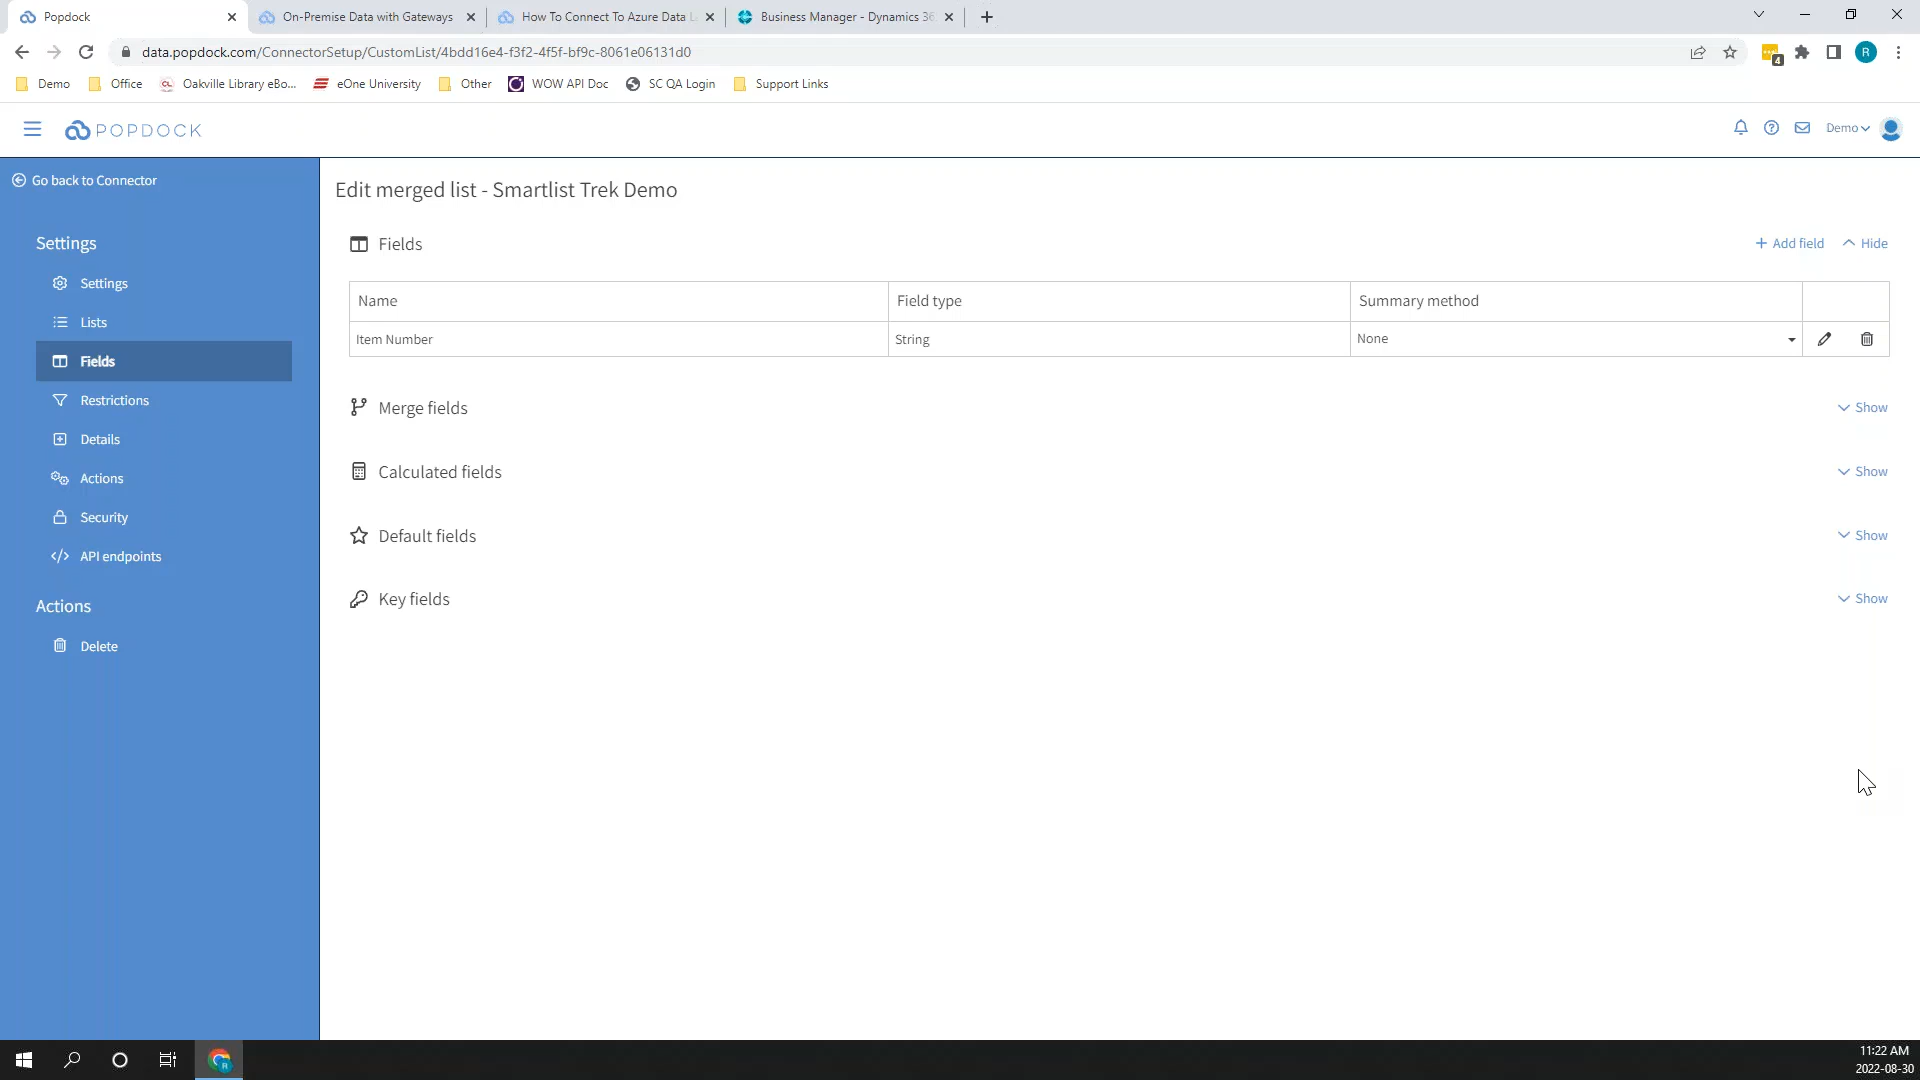 Popdock
On-Premise Data with Gateways
How To Connect To Azure Data L
Business Manager - Dynamics 36
data.popdock.com/ConnectorSetup/CustomList/4bdd16e4-f3f2-4f5f-bf9c-8061e06131d0
4
R
Demo
Office
CL
Oakville Library eBo...
eOne University
Other
WOW API Doc
SC QA Login
Support Links
POPDOCK
Demo
Go back to Connector
Edit merged list - Smartlist Trek Demo
Settings
Settings
Lists
Fields
Restrictions
Details
Actions
Security
API endpoints
Actions
Delete
Fields
+ Add field
Hide
Name
Field type
Summary method
Item Number
String
None
Merge fields
Show
Calculated fields
Show
Default fields
Show
Key fields
Show
R
11:22 AM
2022-08-30